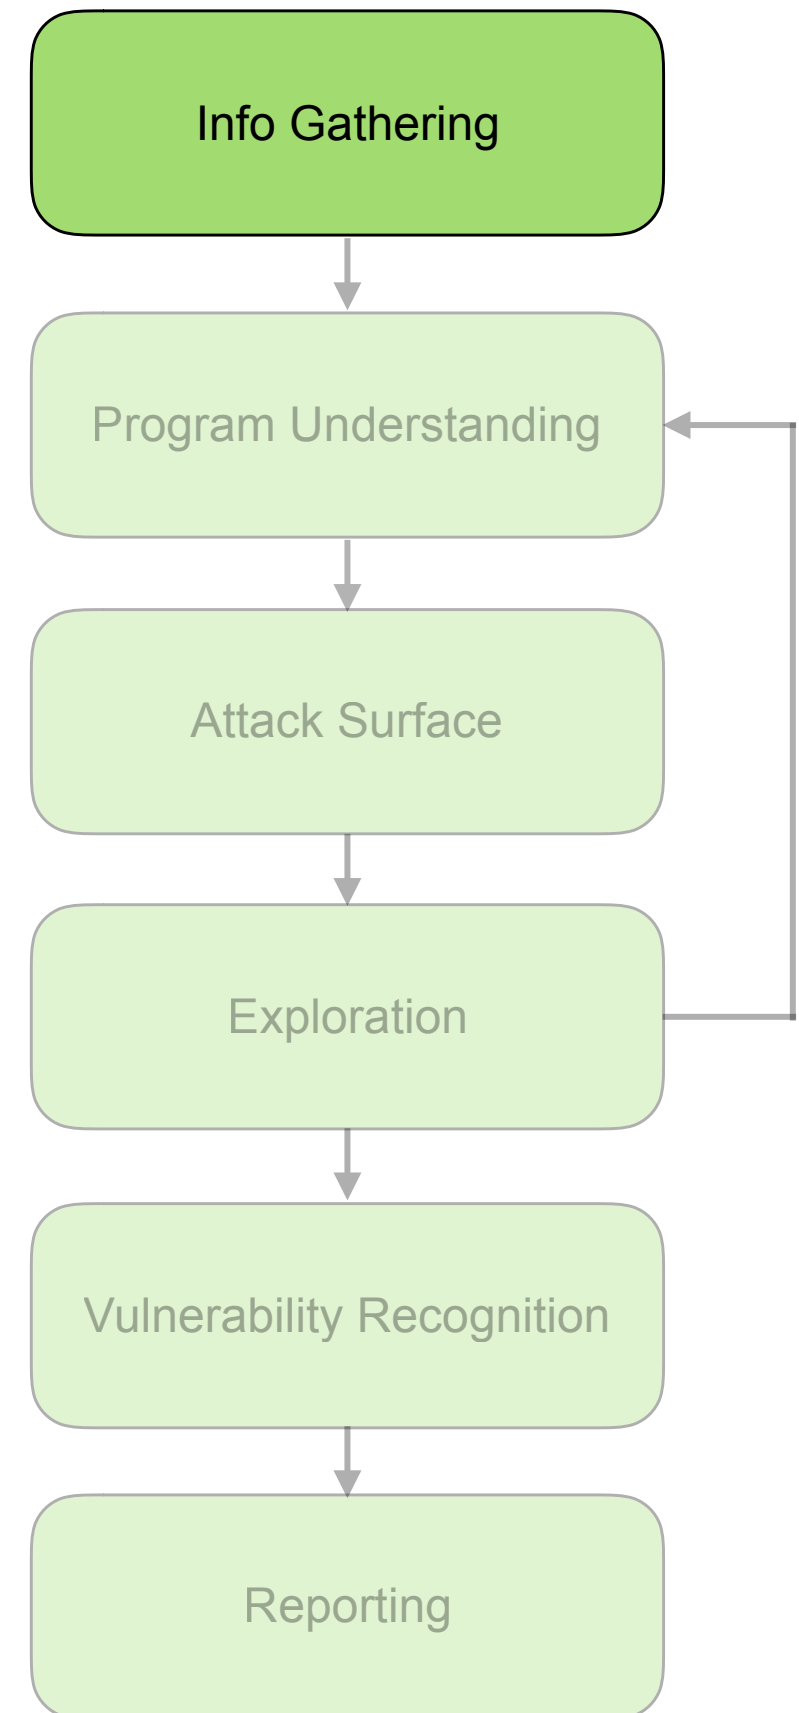 Info Gathering
Program Understanding
Attack Surface
Exploration
Vulnerability Recognition
Reporting